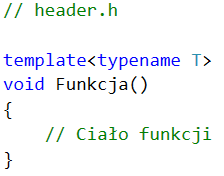 // header.h
template<typename T>
void Funkcja()
{
    // Ciało funkcji
}